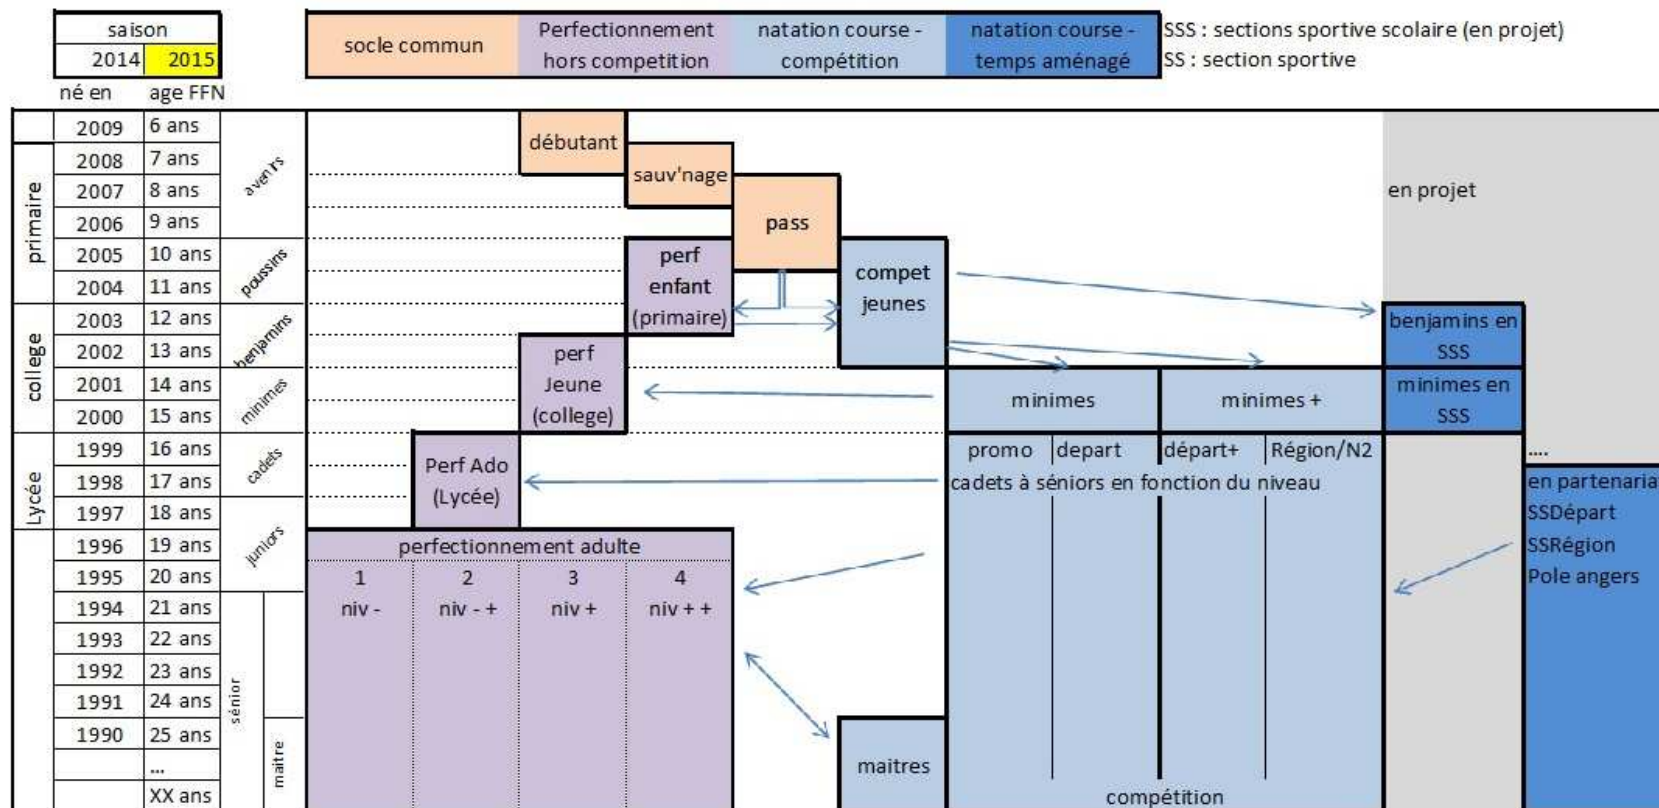 saison
2014 2015
né en age FFN
socle commun
Perfectionnement
hors competition
natation course -
compétition
natation course -
temps aménagé
SSS : sections sportive scolaire (en projet)
SS : section sportive
primaire
college
Lycée
2009 6 ans
2008 7 ans
2007 8 ans
2006 9 ans
2005 10 ans
2004 11 ans
2003 12 ans
2002 13 ans
2001 14 ans
2000 15 ans
1999 16 ans
1998 17 ans
1997 18 ans
1996 19 ans
1995 20 ans
1994 21 ans
1993 22 ans
1992 23 ans
1991 24 ans
1990 25 ans
...
XX ans
avenirs
poussins
benjamins
minimes
cadets
juniors
sénior
maitre
débutant
sauv'nage
pass
perf
enfant
(primaire)
compet
jeunes
perf
Jeune
(college)
Perf Ado
(Lycée)
perfectionnement adulte
1 2 3 4
niv - niv - + niv + niv + +
maitres
minimes minimes +
promo depart départ+ Région/N2
cadets à séniors en fonction du niveau
compétition
en projet
benjamins en
SSS
minimes en
SSS
....
en partenaria
SSDépart
SSRégion
Pole angers